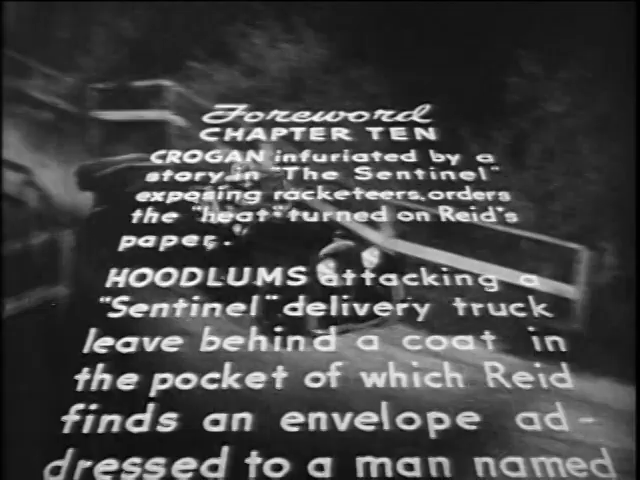 Foreword
CHAPTER TEN
CROGAN infuriated by a
story in "The Sentinel"
exposing racketeers, orders
the "heat" turned on Reid's
paper.
HOODLUMS attacking a
"Sentinel" delivery truck
leave behind a coat in
the pocket of which Reid
finds an envelope ad-
dressed to a man named